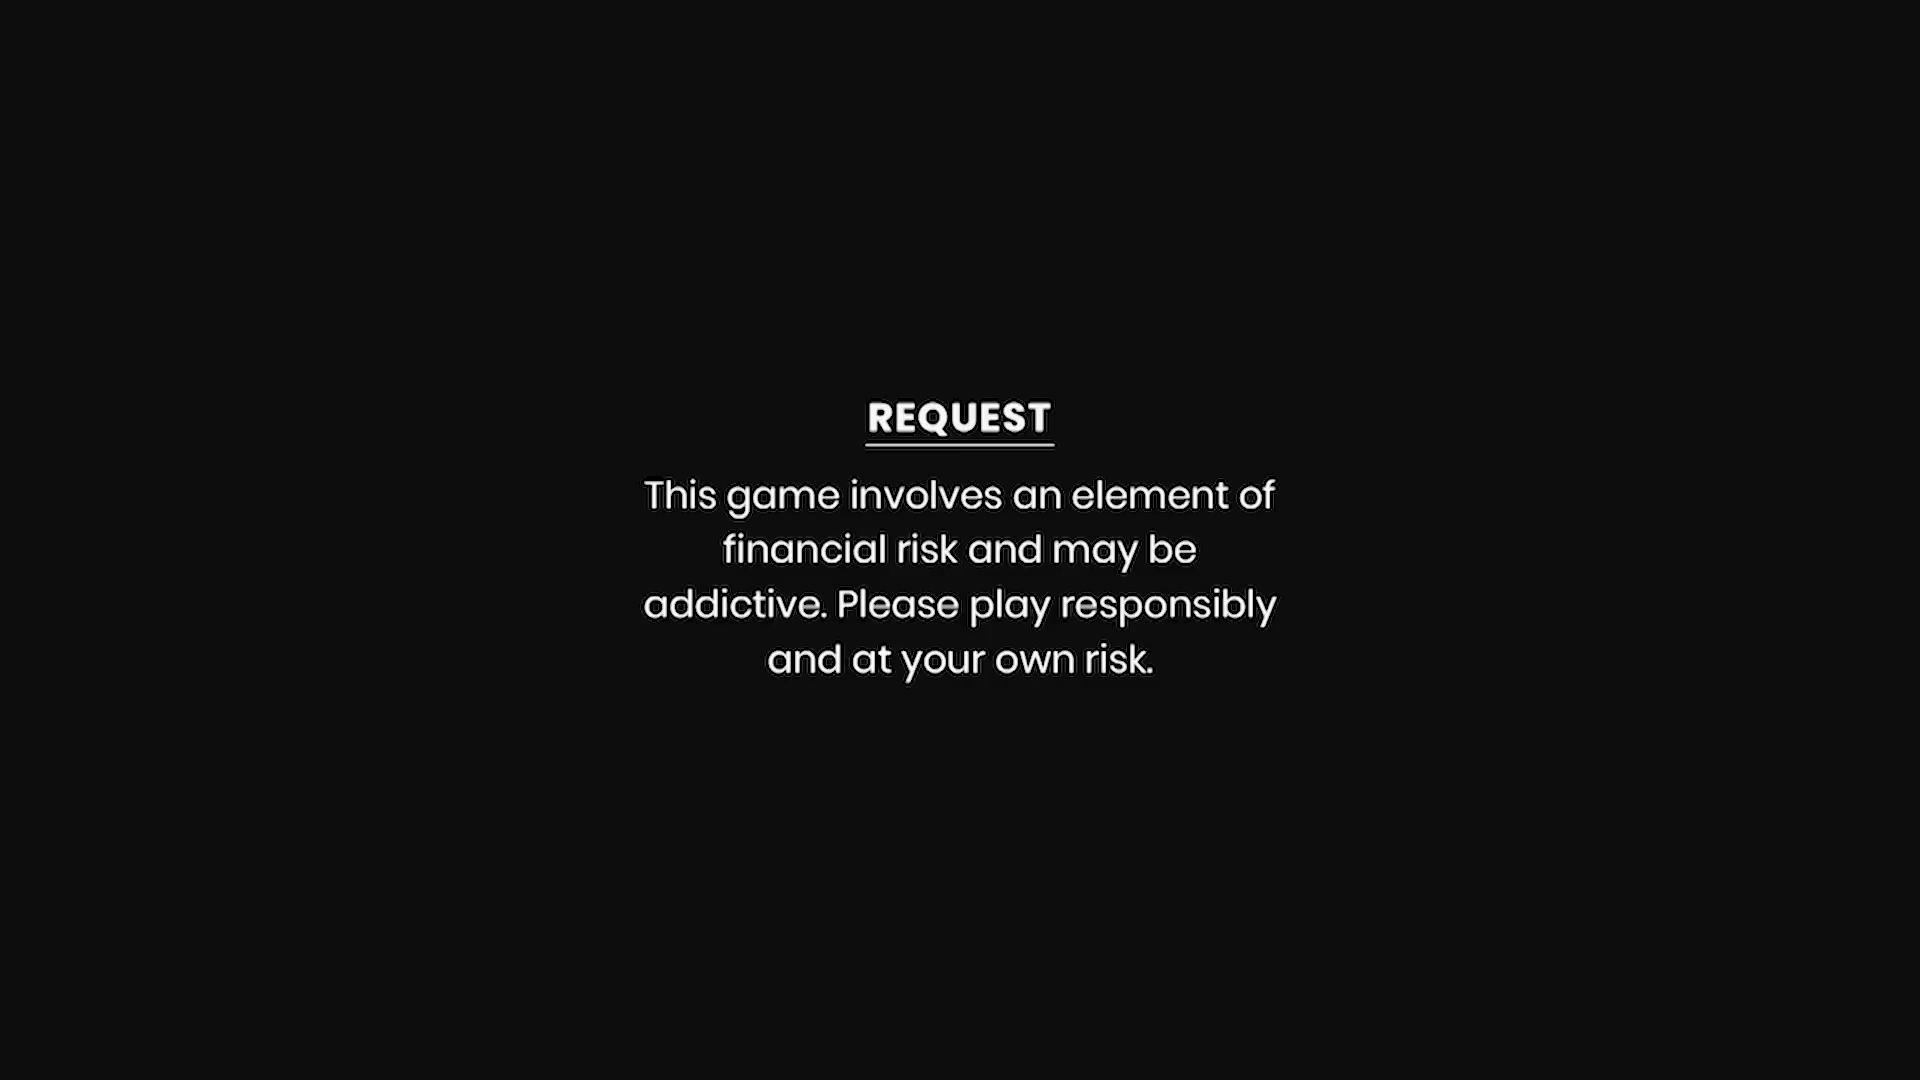 REQUEST
This game involves an element of
financial risk and may be
addictive. Please play responsibly
and at your own risk.